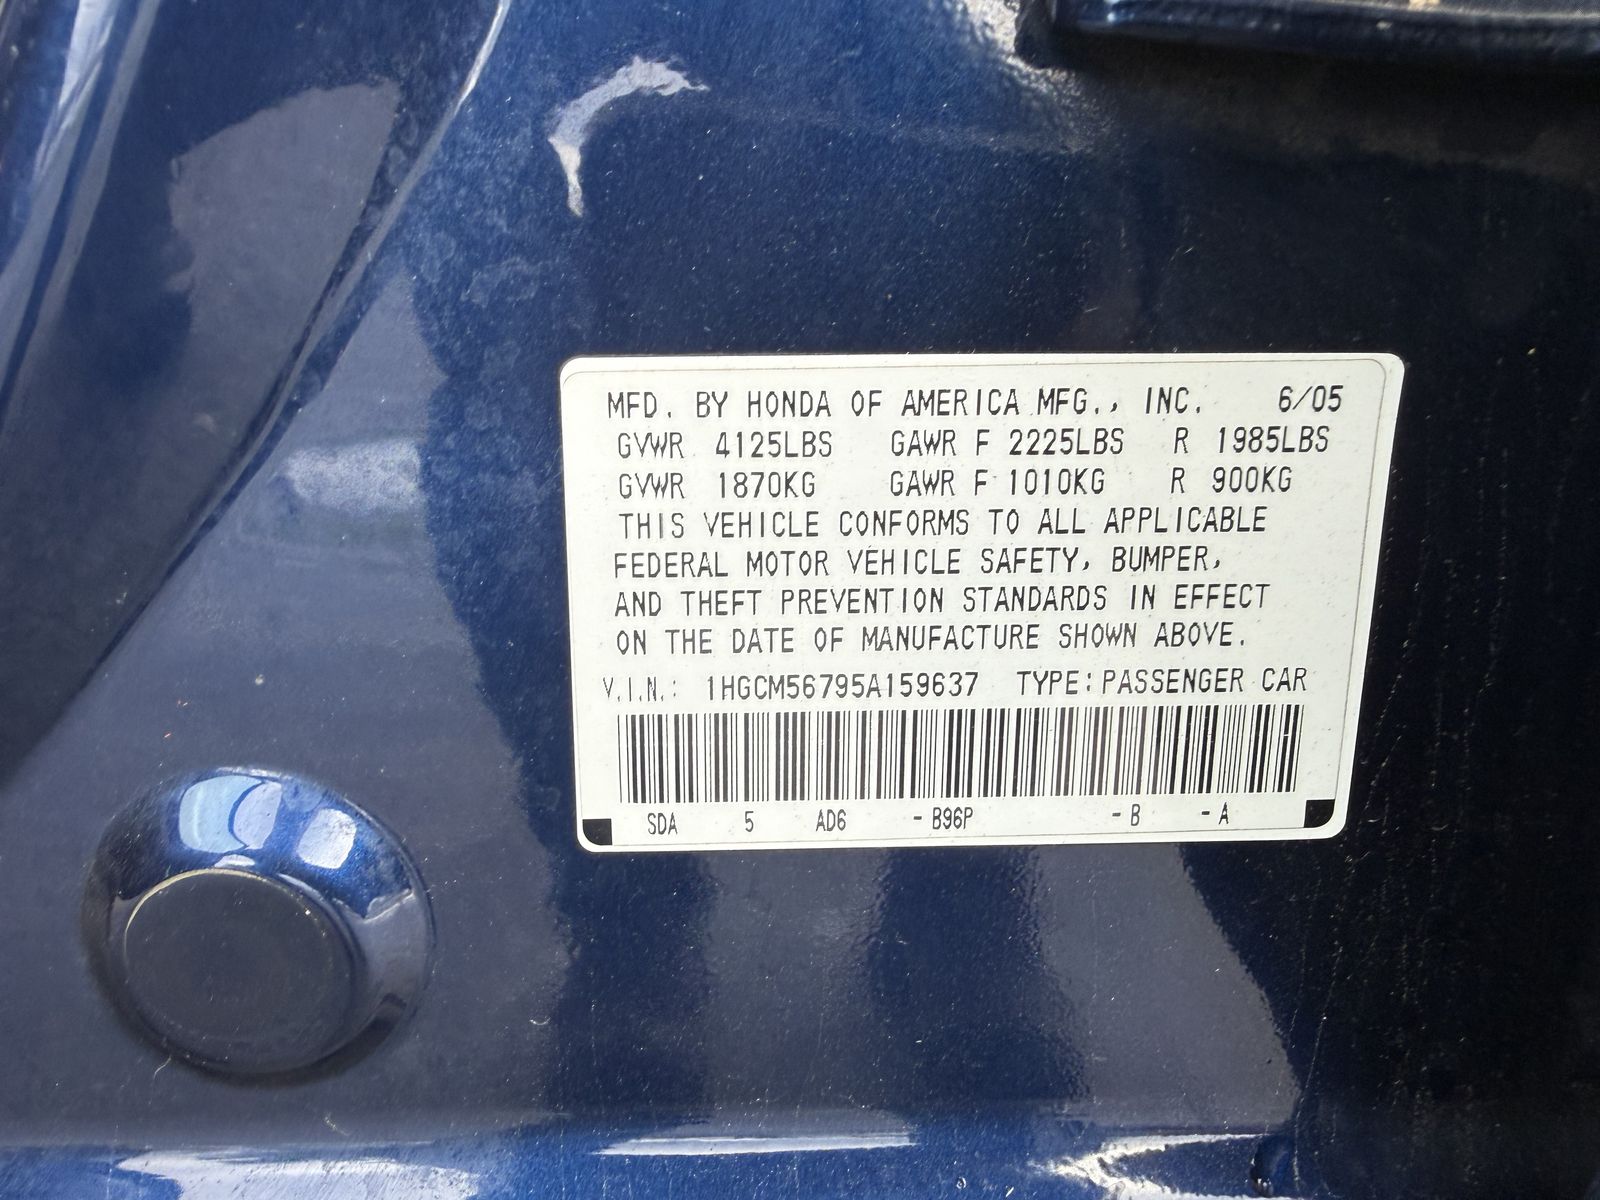 MFD. BY HONDA OF AMERICA MFG., INC. 6/05
GVWR 4125LBS GAWR F 2225LBS R 1985LBS
GVWR 1870KG GAWR F 1010KG R 900KG
THIS VEHICLE CONFORMS TO ALL APPLICABLE
FEDERAL MOTOR VEHICLE SAFETY, BUMPER,
AND THEFT PREVENTION STANDARDS IN EFFECT
ON THE DATE OF MANUFACTURE SHOWN ABOVE.
V.I.N.: 1HGCM56795A159637 TYPE:PASSENGER CAR
SDA 5 AD6 -B96P -B -A